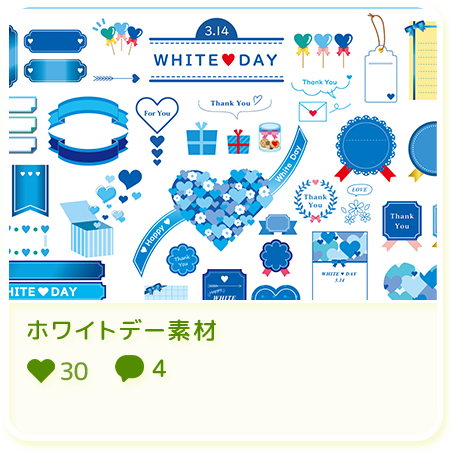 3.14
WHITE♥DAY
Thank You
For You
Thank You ♡
White Day
♥ Happy ♥
Thank
You
LOVE
Thank
You
Thank
You
WHITE♥DAY
3.14
HITE♥DAY
Happy!
WHITE
ホワイトデー素材
♥ 30
4